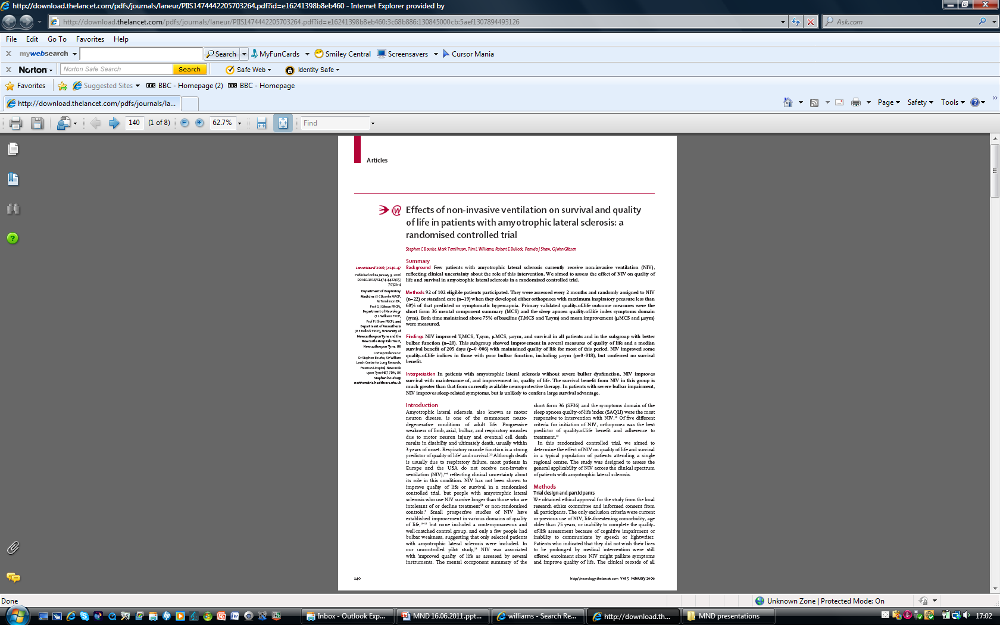 http://download.thelancet.com/pdfs/journals/laneur/PIIS1474442205703264.pdf?id=e16241398b8eb460 - Internet Explorer provided by
http://download.thelancet.com/pdfs/journals/laneur/PIIS1474442205703264.pdf?id=e16241398b8eb460:3c68b886:130845000cb:5aef1307894493126
Ask.com
File Edit Go To Favorites Help
X mywebsearch Search MyFunCards Smiley Central Screensavers Cursor Mania
X Norton Norton Safe Search Search Safe Web Identity Safe
Favorites Suggested Sites BBC - Homepage (2) BBC - Homepage
http://download.thelancet.com/pdfs/journals/la...
Page Safety Tools
140 (1 of 8) 62.7% Find
Articles
Effects of non-invasive ventilation on survival and quality
of life in patients with amyotrophic lateral sclerosis: a
randomised controlled trial
Stephen C Bourke, Mark Tomlinson, Tim L Williams, Robert E Bullock, Pamela J Shaw, G John Gibson
Lancet Neurol 2006; 5: 140–47
Published online January 9, 2006
DOI:10.1016/S1474-4422(05)
70326-4
Department of Respiratory
Medicine (S C Bourke MRCP,
M Tomlinson BA,
Prof G J Gibson FRCP),
Department of Neurology
(T L Williams FRCP,
Prof P J Shaw FRCP), and
Department of Anaesthesia
(R E Bullock FRCP), University of
Newcastle upon Tyne and the
Newcastle Hospitals Trust,
Newcastle upon Tyne, UK
Correspondence to:
Dr Stephen Bourke, Sir William
Leech Centre for Lung Research,
Freeman Hospital, Newcastle
upon Tyne NE7 7DN, UK
Stephen.bourke@
northumbria-healthcare.nhs.uk
Summary
Background Few patients with amyotrophic lateral sclerosis currently receive non-invasive ventilation (NIV),
reflecting clinical uncertainty about the role of this intervention. We aimed to assess the effect of NIV on quality of
life and survival in amyotrophic lateral sclerosis in a randomised controlled trial.
Methods 92 of 102 eligible patients participated. They were assessed every 2 months and randomly assigned to NIV
(n=22) or standard care (n=19) when they developed either orthopnoea with maximum inspiratory pressure less than
60% of that predicted or symptomatic hypercapnia. Primary validated quality-of-life outcome measures were the
short form 36 mental component summary (MCS) and the sleep apnoea quality-of-life index symptoms domain
(sym). Both time maintained above 75% of baseline (TiMCS and Tisym) and mean improvement (μMCS and μsym)
were measured.
Findings NIV improved TiMCS, Tisym, μMCS, μsym, and survival in all patients and in the subgroup with better
bulbar function (n=20). This subgroup showed improvement in several measures of quality of life and a median
survival benefit of 205 days (p=0·006) with maintained quality of life for most of this period. NIV improved some
quality-of-life indices in those with poor bulbar function, including μsym (p=0·018), but conferred no survival
benefit.
Interpretation In patients with amyotrophic lateral sclerosis without severe bulbar dysfunction, NIV improves
survival with maintenance of, and improvement in, quality of life. The survival benefit from NIV in this group is
much greater than that from currently available neuroprotective therapy. In patients with severe bulbar impairment,
NIV improves sleep-related symptoms, but is unlikely to confer a large survival advantage.
Introduction
Amyotrophic lateral sclerosis, also known as motor
neuron disease, is one of the commonest neuro-
degenerative conditions of adult life. Progressive
weakness of limb, axial, bulbar, and respiratory muscles
due to motor neuron injury and eventual cell death
results in disability and ultimately death, usually within
3 years of onset. Respiratory muscle function is a strong
predictor of quality of life and survival. Although death
is usually due to respiratory failure, most patients in
Europe and the USA do not receive non-invasive
ventilation (NIV), reflecting clinical uncertainty about
its role in this condition. NIV has not been shown to
improve quality of life or survival in a randomised
controlled trial, but people with amyotrophic lateral
sclerosis who use NIV survive longer than those who are
intolerant of or decline treatment or non-randomised
controls. Small prospective studies of NIV have
established improvement in various domains of quality
of life, but none included a contemporaneous and
well-matched control group, and only a few people had
bulbar weakness, suggesting that only selected patients
with amyotrophic lateral sclerosis were included. In
our uncontrolled pilot study, NIV was associated
with improved quality of life as assessed by several
instruments. The mental component summary of the
short form 36 (SF36) and the symptoms domain of the
sleep apnoea quality-of-life index (SAQLI) were the most
responsive to intervention with NIV. Of five different
criteria for initiation of NIV, orthopnoea was the best
predictor of quality-of-life benefit and adherence to
treatment.
In this randomised controlled trial, we aimed to
determine the effect of NIV on quality of life and survival
in a typical population of patients attending a single
regional centre. The study was designed to assess the
general applicability of NIV across the clinical spectrum
of patients with amyotrophic lateral sclerosis.
Methods
Trial design and participants
We obtained ethical approval for the study from the local
research ethics committee and informed consent from
all participants. The only exclusion criteria were current
or previous use of NIV, life-threatening comorbidity, age
older than 75 years, or inability to complete the quality-
of-life assessment because of cognitive impairment or
inability to communicate by speech or lightwriter.
Patients who indicated that they did not wish their lives
to be prolonged by medical intervention were still
offered enrolment since NIV might palliate symptoms
and improve quality of life. The clinical records of all
140
http://neurology.thelancet.com Vol 5 February 2006
Done
Unknown Zone | Protected Mode: On
Inbox - Outlook Exp... MND 16.06.2011.ppt... williams - Search Re... http://download.th... MND presentations 17:02